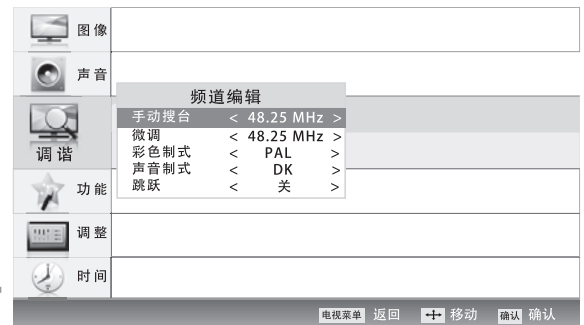 图像
声音
频道编辑
手动搜台 < 48.25 MHz >
微调 < 48.25 MHz >
彩色制式 < PAL >
声音制式 < DK >
跳跃 < 关 >
调谐
功能
调整
时间
电视菜单 返回 移动 确认 确认